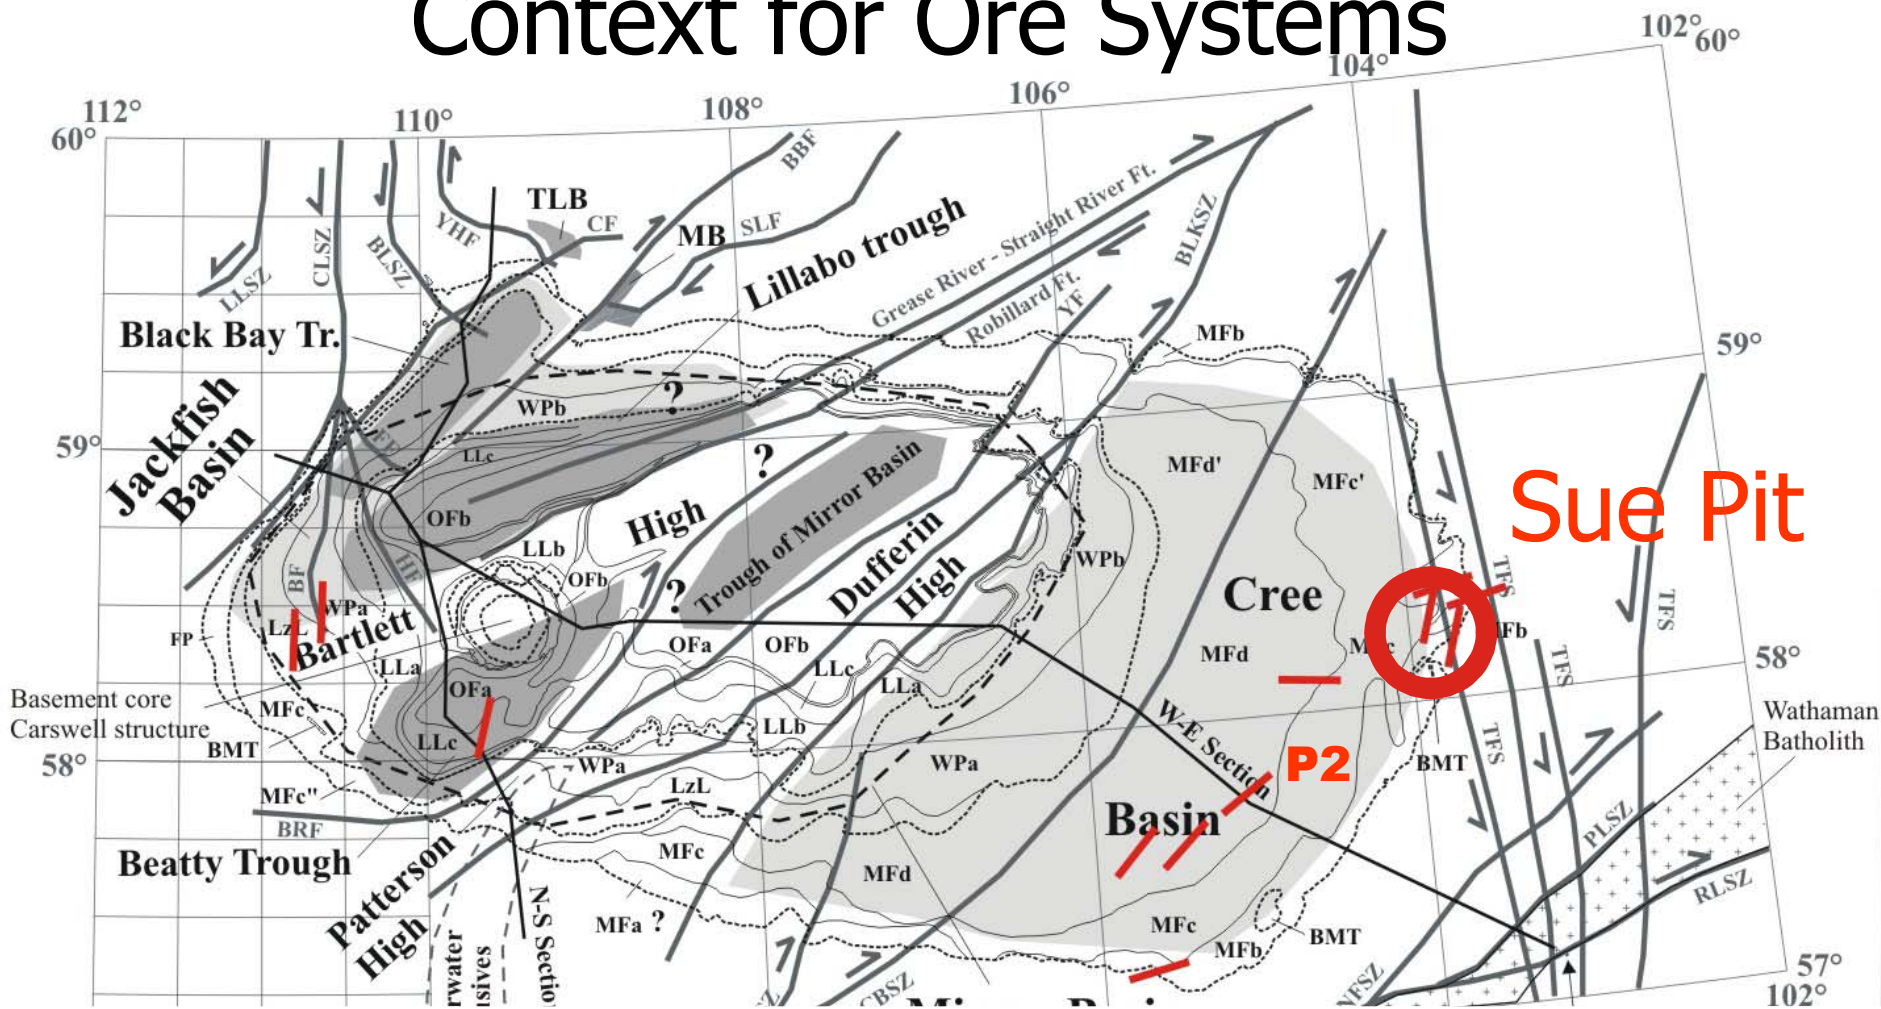 Context for Ore Systems
102°
60°
104°
106°
108°
110°
112°
60°
BBF
TLB
CF
YHF
MB
SLF
Lillabo trough
Grease River - Straight River Ft.
Robillard Ft.
YF
BLKSZ
LLSZ
CLSZ
BLSZ
Black Bay Tr.
MFb
59°
Jackfish
Basin
59°
WPb
?
LLc
OFb
?
High
Trough of Mirror Basin
MFd'
MFc'
Sue Pit
LLb
OFb
?
Dufferin
High
WPb
Cree
TFS
TFS
BF
HF
WPa
LzL
Bartlett
FP
LLa
OFa
OFa
OFb
LLc
LLa
MFd
TFS
58°
Basement core
Carswell structure
MFc
BMT
LLc
LLb
W-E Section
P2
TFS
BMT
Wathaman
Batholith
58°
WPa
WPa
LzL
MFc"
BRF
Basin
PLSZ
Beatty Trough
Patterson
High
MFc
MFd
RLSZ
N-S Sectio
MFa ?
MFc
MFb
BMT
57°
102°